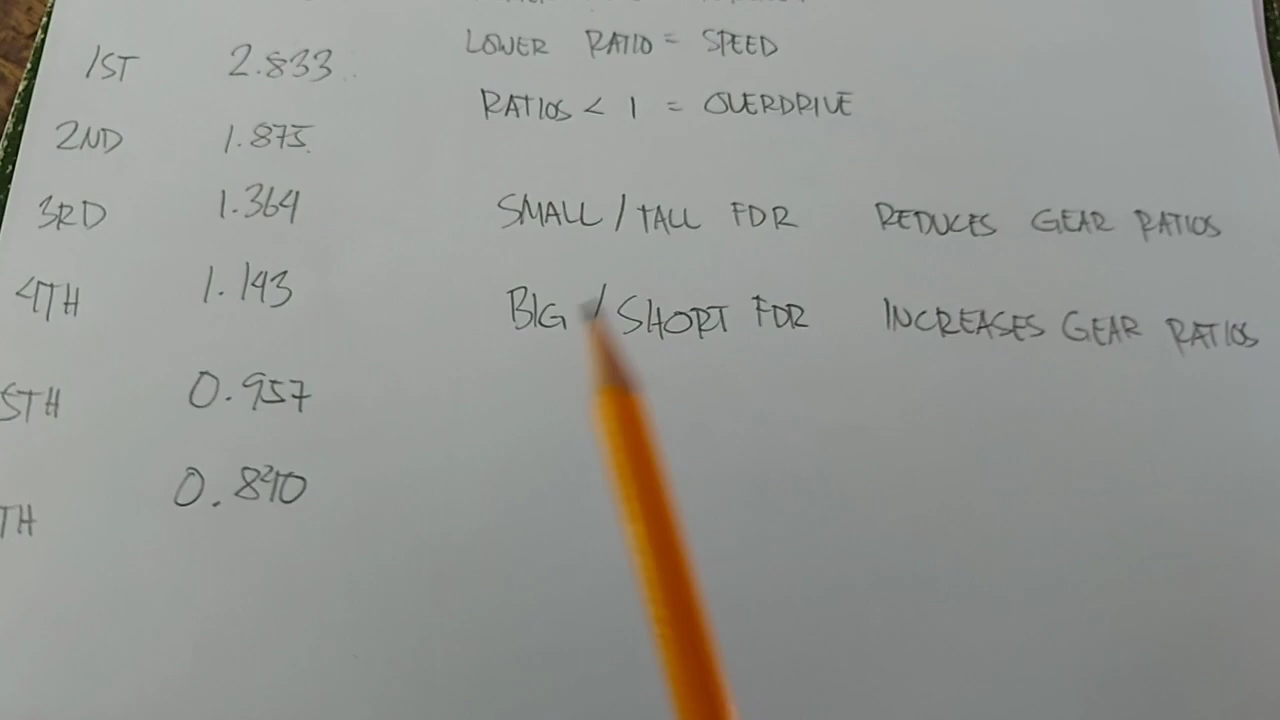 LOWER RATIO = SPEED
1ST 2.833
RATIOS < 1 = OVERDRIVE
2ND 1.875
3RD 1.364
SMALL / TALL FDR REDUCES GEAR RATIOS
4TH 1.143
BIG / SHORT FDR INCREASES GEAR RATIOS
5TH 0.957
0.840
TH